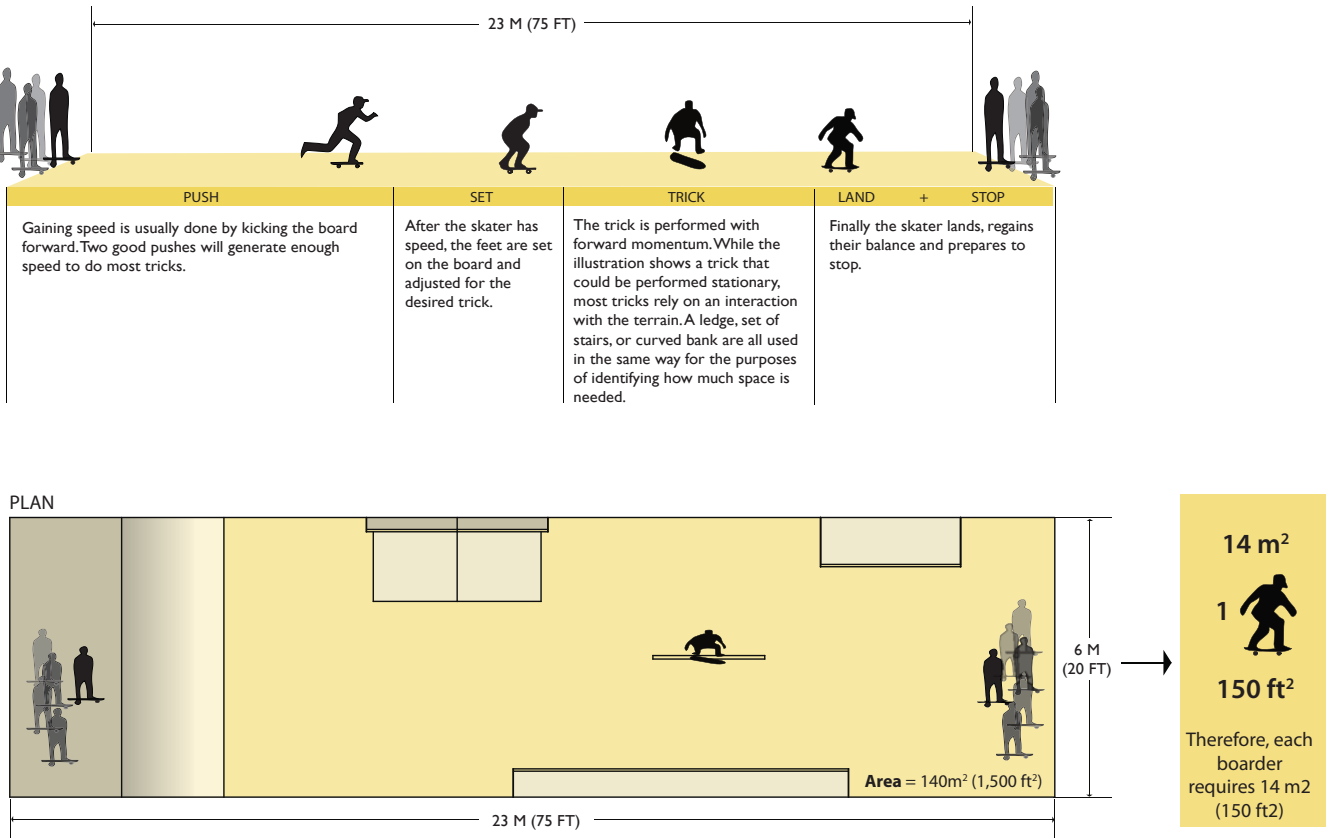 23 M (75 FT)
PUSH
Gaining speed is usually done by kicking the board
forward. Two good pushes will generate enough
speed to do most tricks.
SET
After the skater has
speed, the feet are set
on the board and
adjusted for the
desired trick.
TRICK
The trick is performed with
forward momentum. While the
illustration shows a trick that
could be performed stationary,
most tricks rely on an interaction
with the terrain. A ledge, set of
stairs, or curved bank are all used
in the same way for the purposes
of identifying how much space is
needed.
LAND + STOP
Finally the skater lands, regains
their balance and prepares to
stop.
PLAN
Area = 140m² (1,500 ft²)
23 M (75 FT)
6 M
(20 FT)
14 m²
1
150 ft²
Therefore, each
boarder
requires 14 m2
(150 ft2)